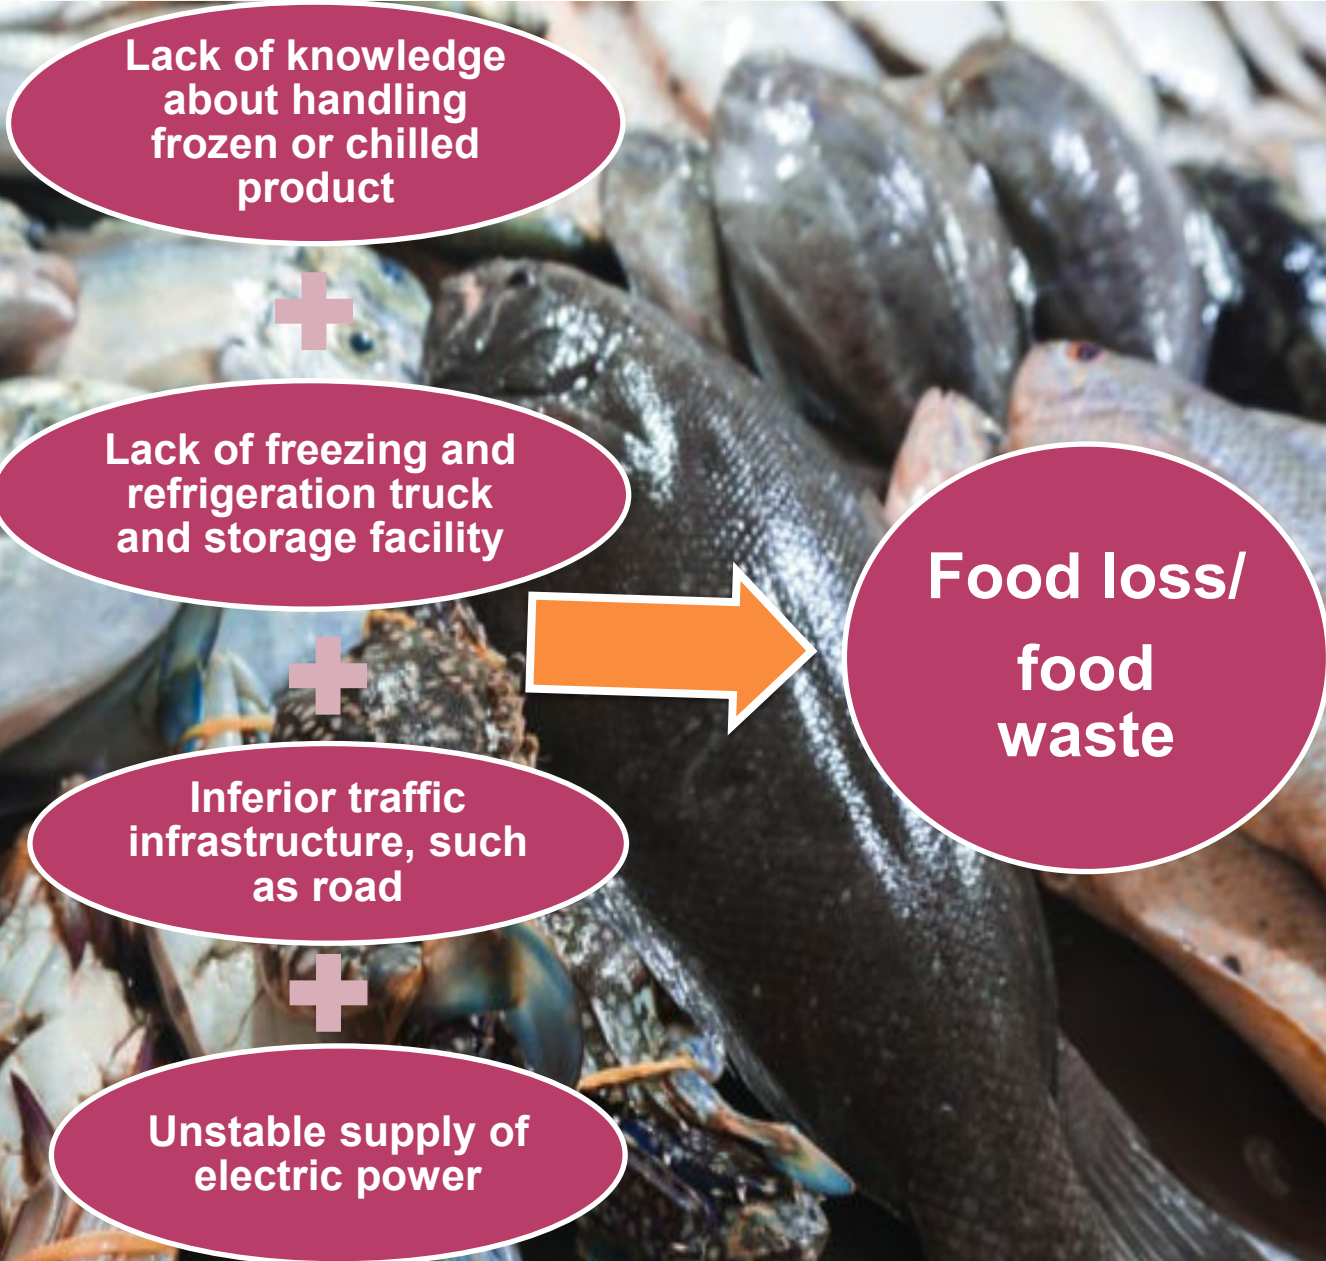 Lack of knowledge
about handling
frozen or chilled
product
Lack of freezing and
refrigeration truck
and storage facility
Inferior traffic
infrastructure, such
as road
Unstable supply of
electric power
Food loss/
food
waste